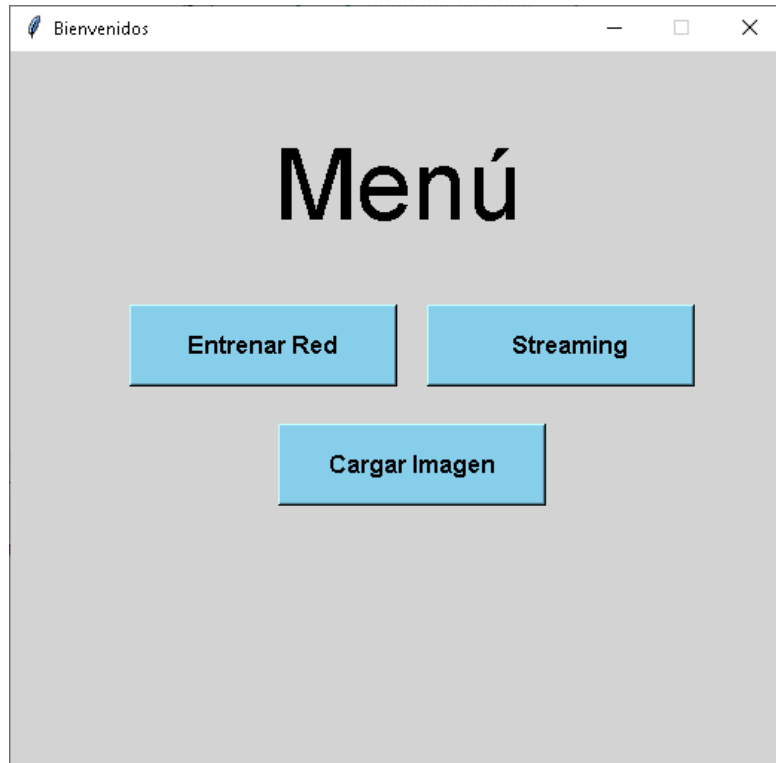 Bienvenidos
Menú
Entrenar Red
Streaming
Cargar Imagen